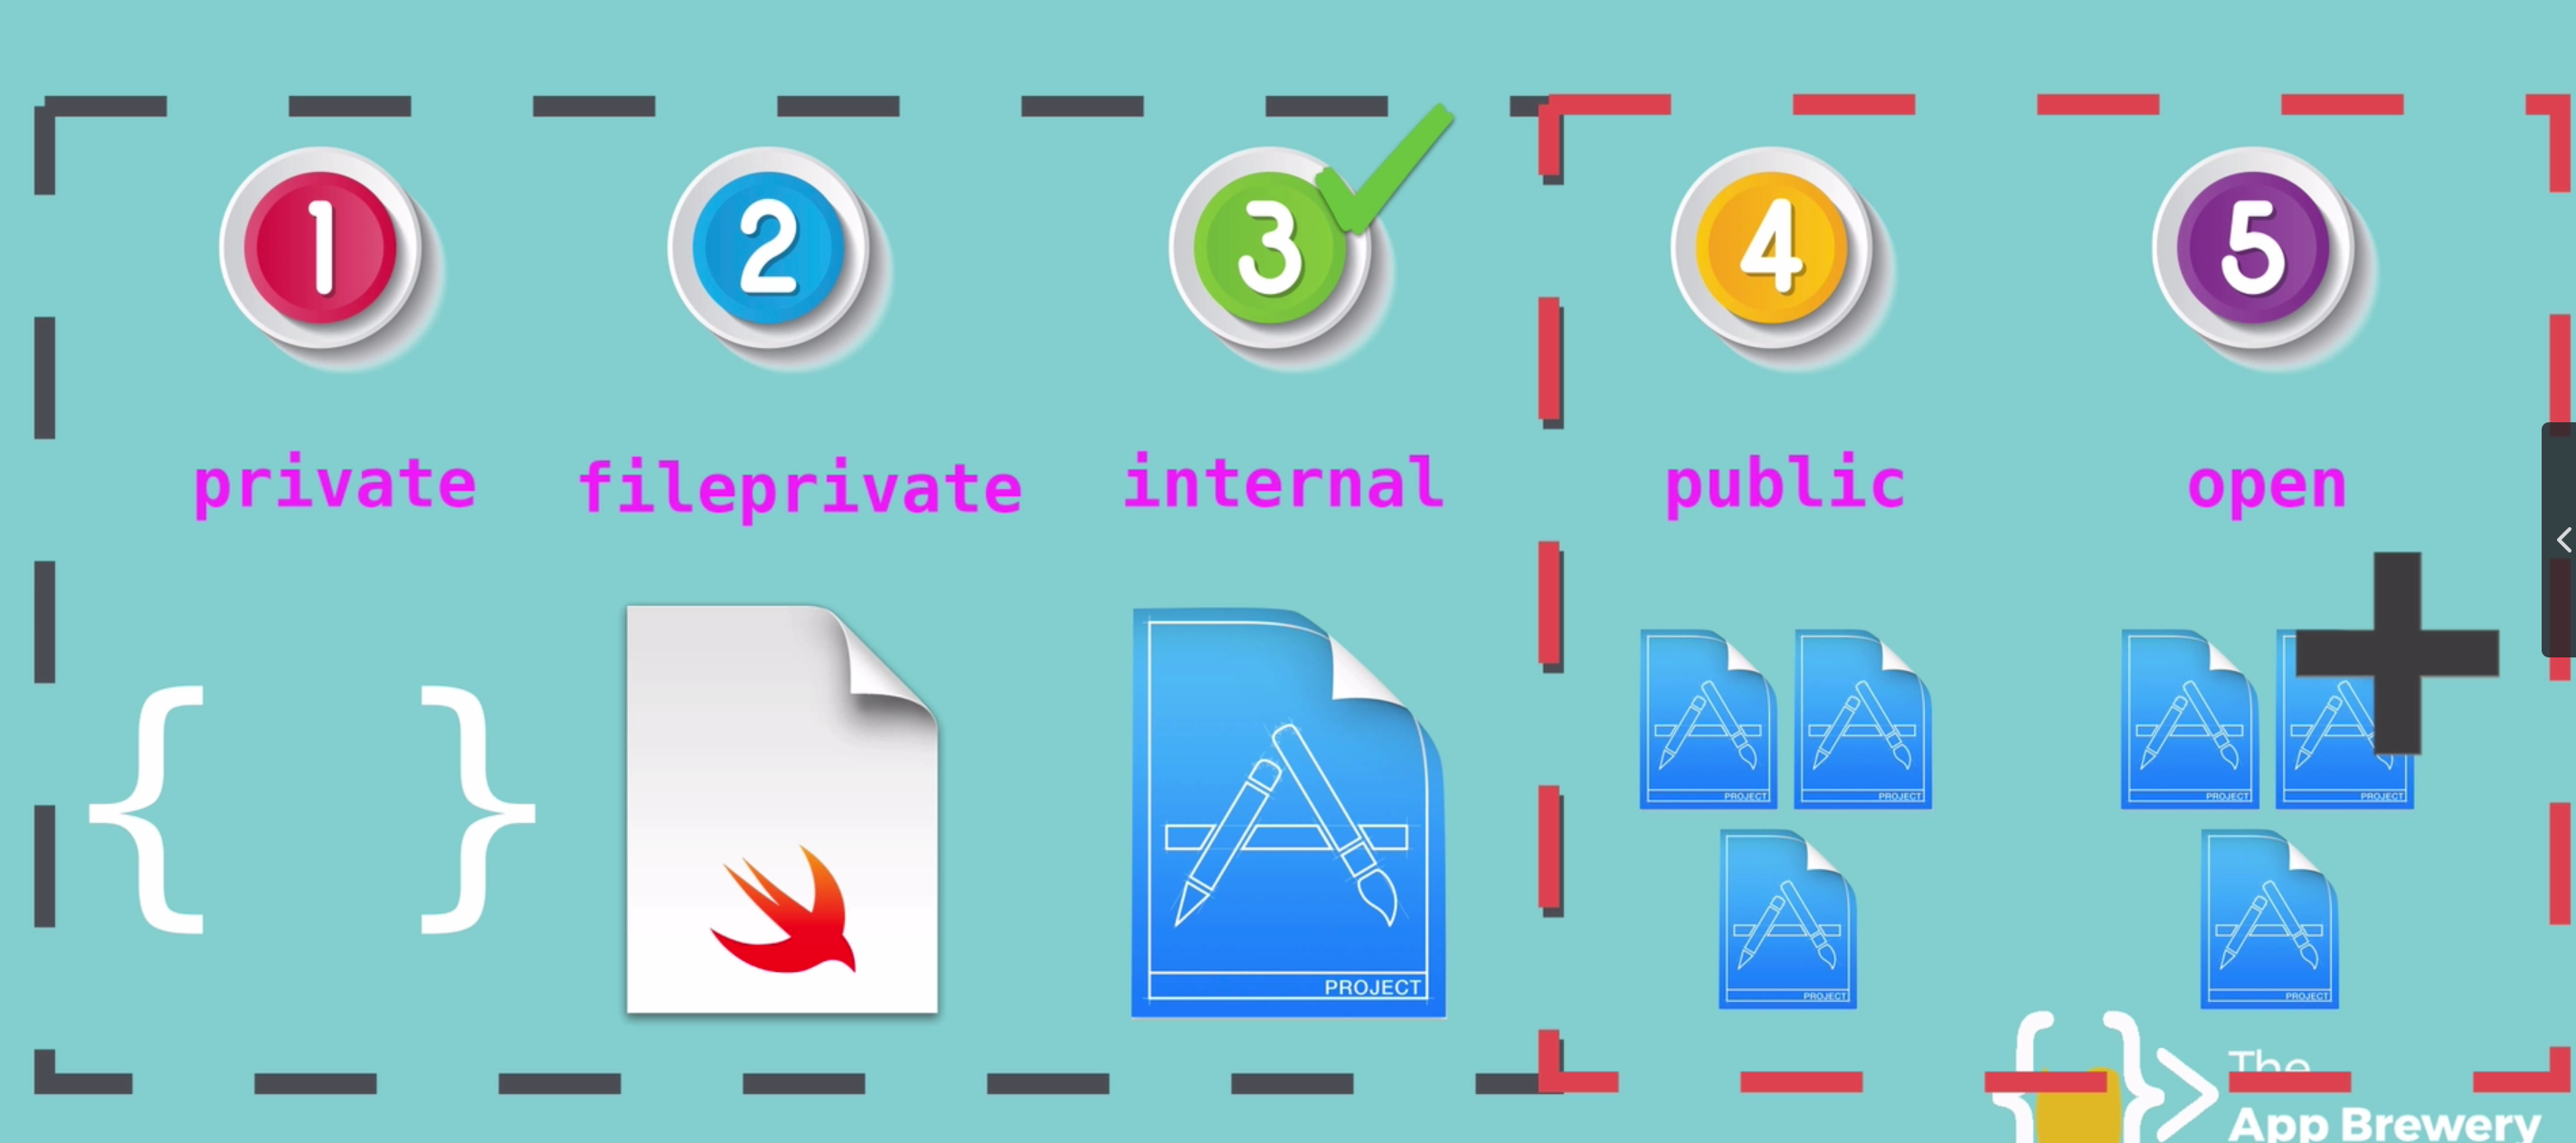 1 2 3 4 5
private fileprivate internal public open
PROJECT PROJECT PROJECT PROJECT
PROJECT
PROJECT PROJECT
The
App Brewery